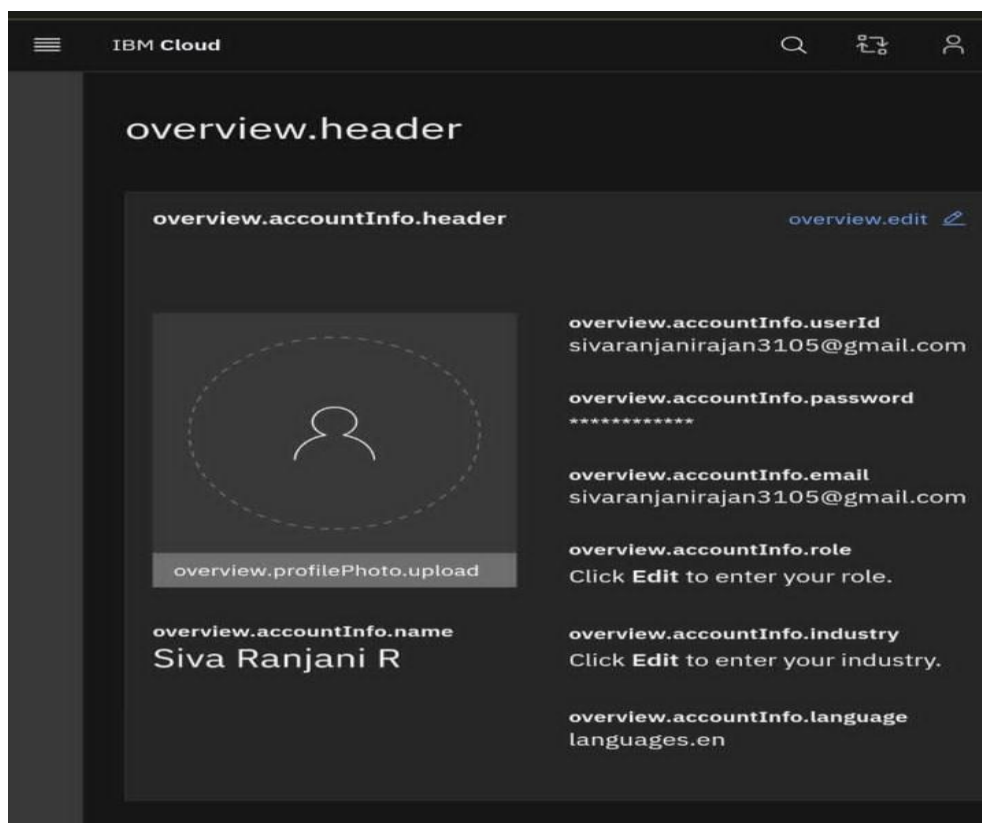 IBM Cloud
overview.header
overview.accountInfo.header
overview.edit
overview.profilePhoto.upload
overview.accountInfo.name
Siva Ranjani R
overview.accountInfo.userId
sivaranjanirajan3105@gmail.com
overview.accountInfo.password
************
overview.accountInfo.email
sivaranjanirajan3105@gmail.com
overview.accountInfo.role
Click Edit to enter your role.
overview.accountInfo.industry
Click Edit to enter your industry.
overview.accountInfo.language
languages.en